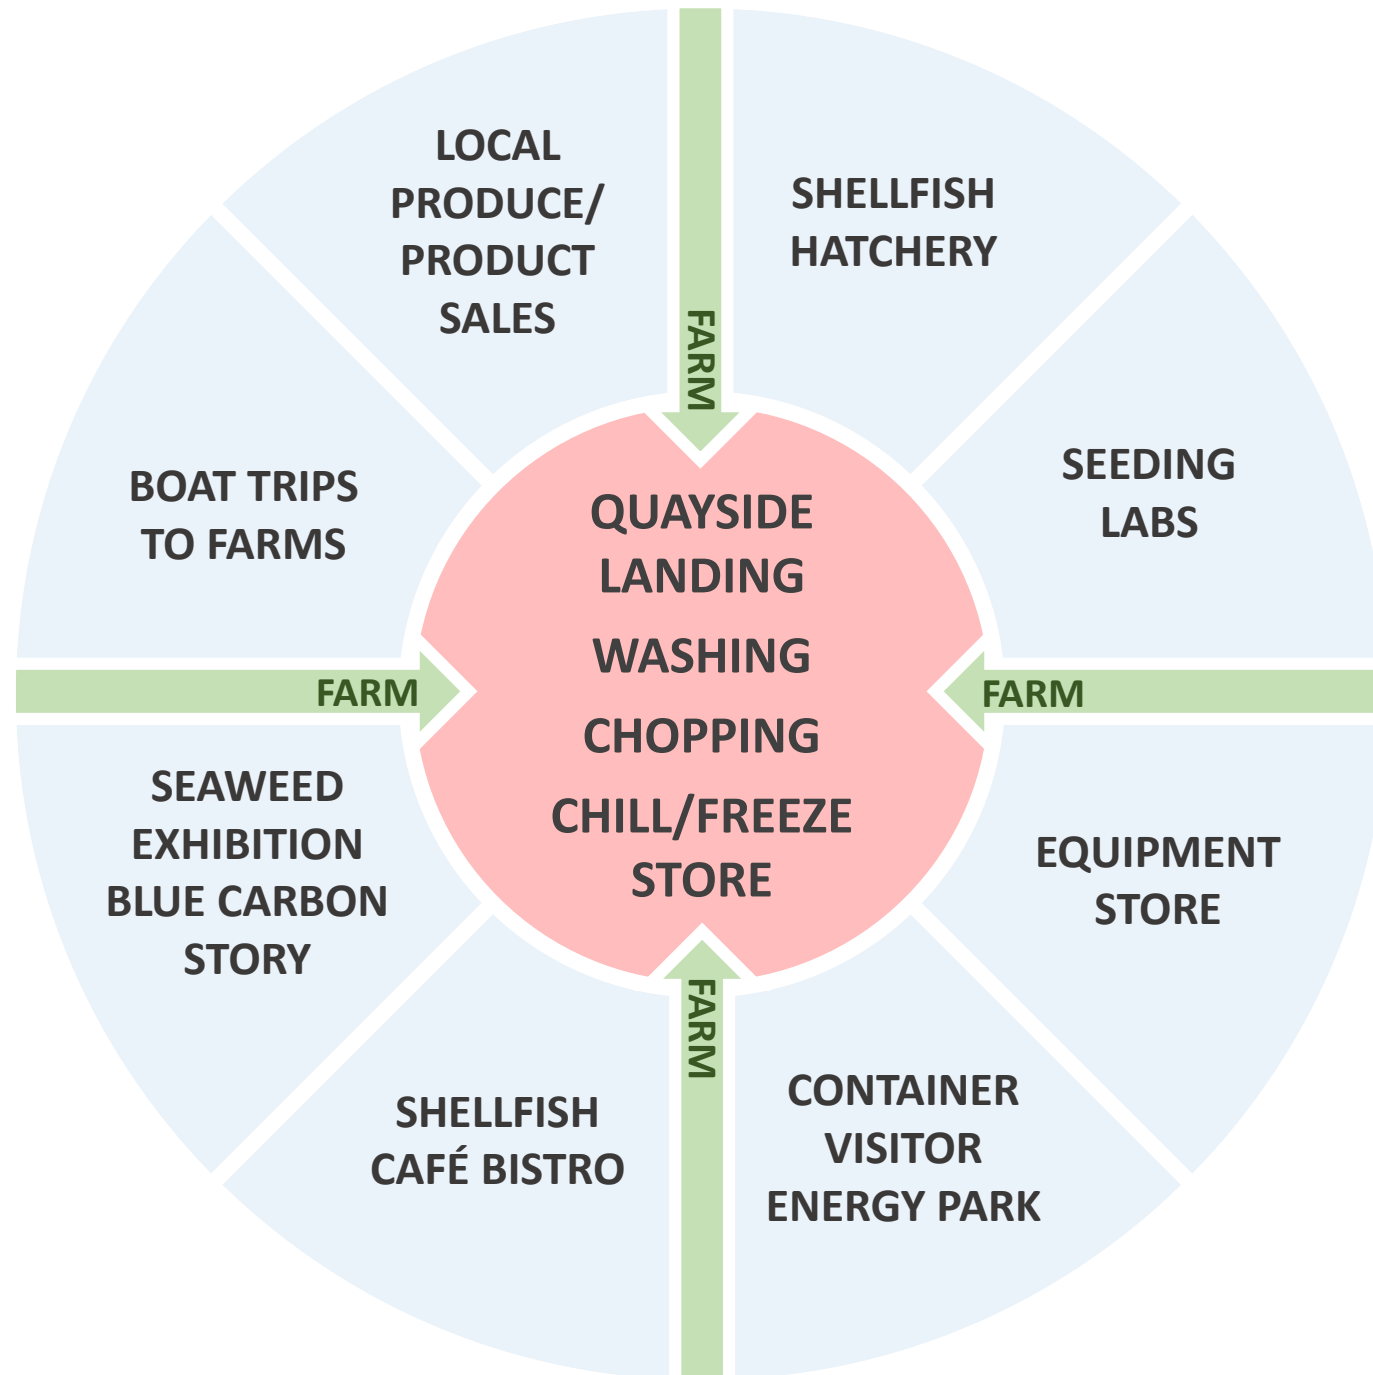 LOCAL
PRODUCE/
PRODUCT
SALES
SHELLFISH
HATCHERY
FARM
BOAT TRIPS
TO FARMS
SEEDING
LABS
QUAYSIDE
LANDING
WASHING
CHOPPING
CHILL/FREEZE
STORE
FARM
FARM
SEAWEED
EXHIBITION
BLUE CARBON
STORY
EQUIPMENT
STORE
FARM
SHELLFISH
CAFÉ BISTRO
CONTAINER
VISITOR
ENERGY PARK